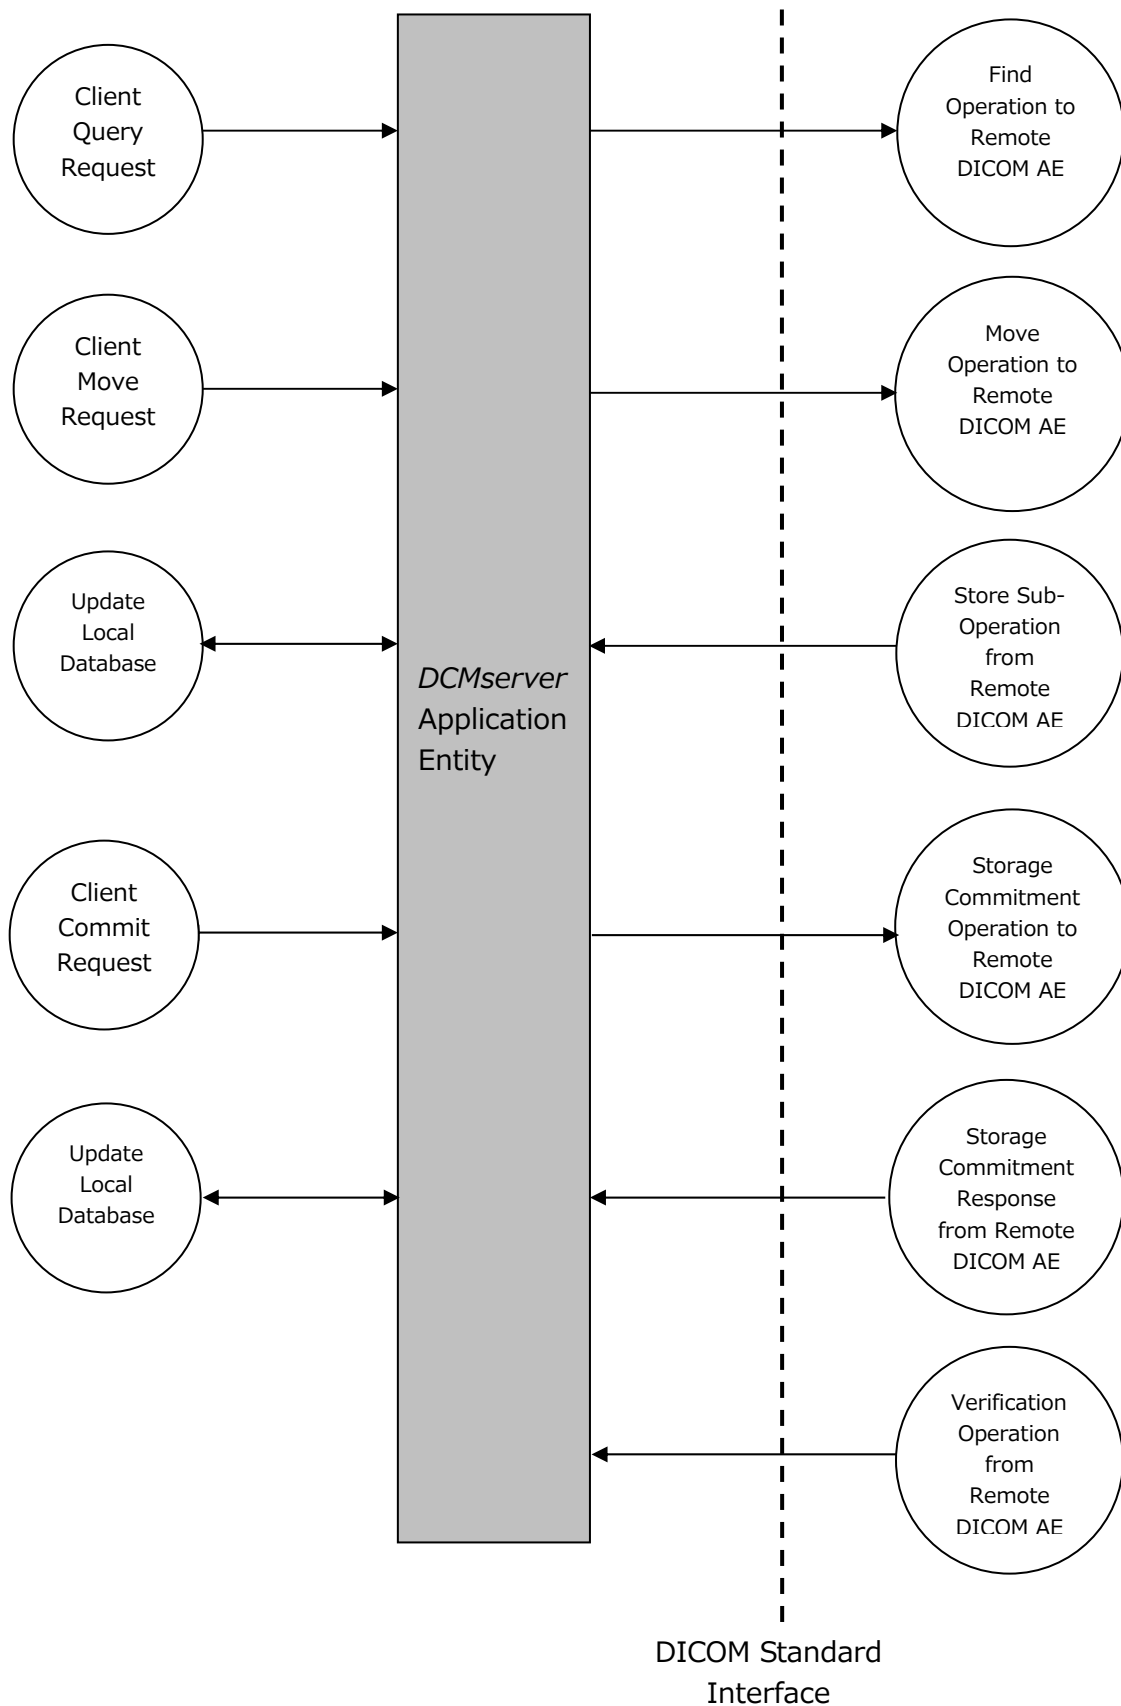 Client
Query
Request
Find
Operation to
Remote
DICOM AE
Client
Move
Request
Move
Operation to
Remote
DICOM AE
Update
Local
Database
DCMserver
Application
Entity
Store Sub-
Operation
from
Remote
DICOM AE
Client
Commit
Request
Storage
Commitment
Operation to
Remote
DICOM AE
Update
Local
Database
Storage
Commitment
Response
from Remote
DICOM AE
Verification
Operation
from
Remote
DICOM AE
DICOM Standard
Interface